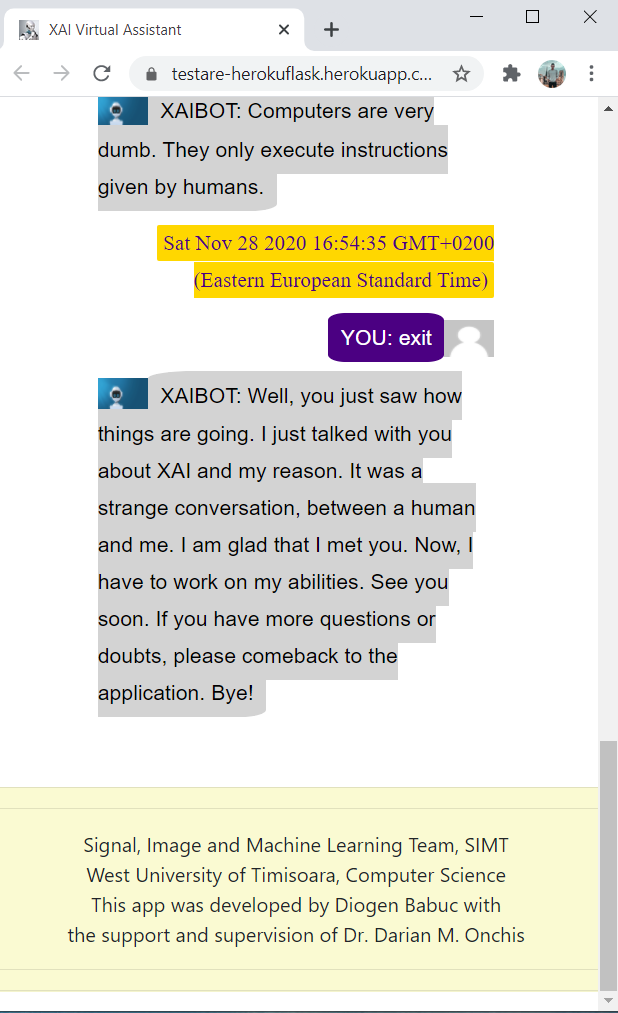 XAI Virtual Assistant
testare-herokuflask.herokuapp.c...
XAIBOT: Computers are very
dumb. They only execute instructions
given by humans.
Sat Nov 28 2020 16:54:35 GMT+0200
(Eastern European Standard Time)
YOU: exit
XAIBOT: Well, you just saw how
things are going. I just talked with you
about XAI and my reason. It was a
strange conversation, between a human
and me. I am glad that I met you. Now, I
have to work on my abilities. See you
soon. If you have more questions or
doubts, please comeback to the
application. Bye!
Signal, Image and Machine Learning Team, SIMT
West University of Timisoara, Computer Science
This app was developed by Diogen Babuc with
the support and supervision of Dr. Darian M. Onchis